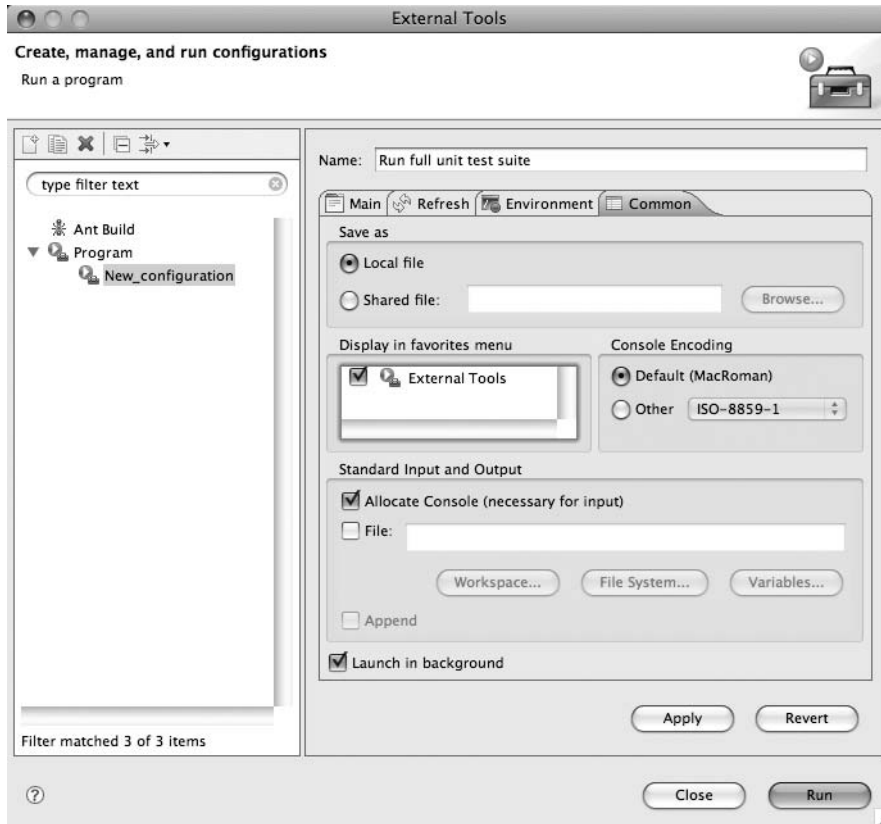 External Tools
Create, manage, and run configurations
Run a program
type filter text
Ant Build
Program
New_configuration
Filter matched 3 of 3 items
Name: Run full unit test suite
Main Refresh Environment Common
Save as
Local file
Shared file: Browse...
Display in favorites menu
External Tools
Console Encoding
Default (MacRoman)
Other ISO-8859-1
Standard Input and Output
Allocate Console (necessary for input)
File:
Workspace... File System... Variables...
Append
Launch in background
Apply Revert
? Close Run